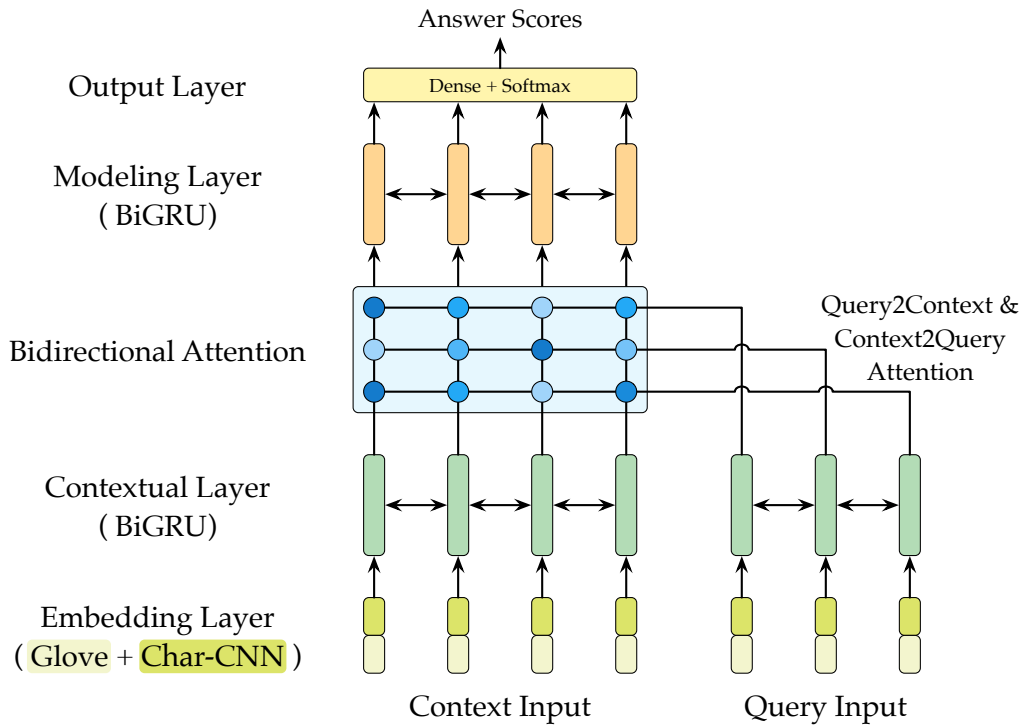 Answer Scores
Output Layer
Dense + Softmax
Modeling Layer
( BiGRU)
Bidirectional Attention
Query2Context &
Context2Query
Attention
Contextual Layer
( BiGRU)
Embedding Layer
( Glove + Char-CNN )
Context Input
Query Input